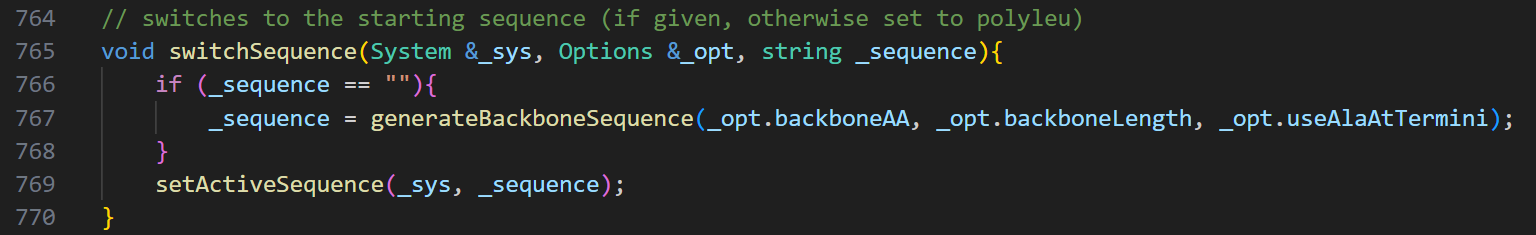 764 // switches to the starting sequence (if given, otherwise set to polyleu)
765 void switchSequence(System &_sys, Options &_opt, string _sequence){
766     if (_sequence == ""){
767         _sequence = generateBackboneSequence(_opt.backboneAA, _opt.backboneLength, _opt.useAlaAtTermini);
768     }
769     setActiveSequence(_sys, _sequence);
770 }